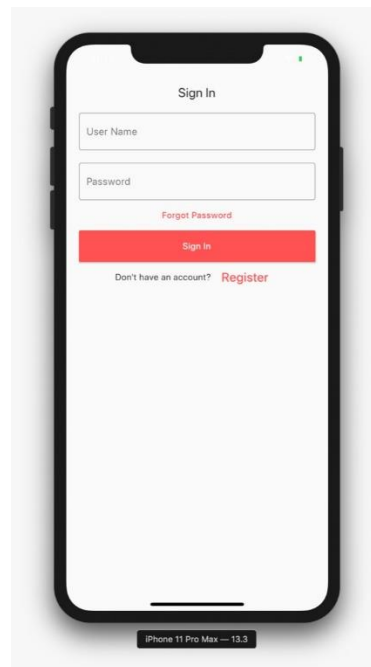 Sign In
User Name
Password
Forgot Password
Sign In
Don't have an account? Register
iPhone 11 Pro Max — 13.3